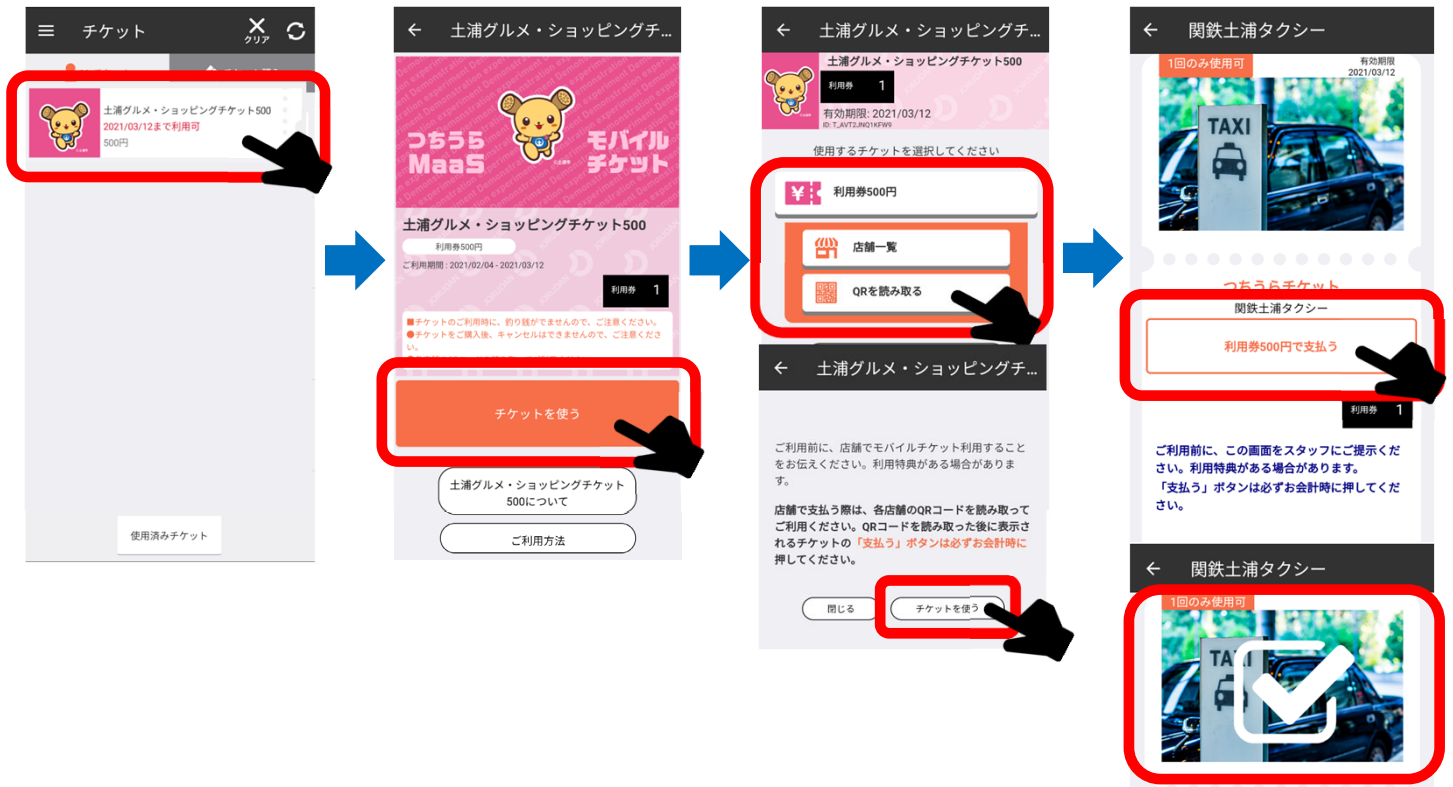 チケット
クリア
土浦グルメ・ショッピングチケット500
2021/03/12まで利用可
500円
使用済みチケット
土浦グルメ・ショッピングチ...
つちうら
MaaS
モバイル
チケット
土浦グルメ・ショッピングチケット500
利用券500円
ご利用期間 : 2021/02/04 - 2021/03/12
利用券 1
■チケットのご利用時に、釣り銭がでませんので、ご注意ください。
●チケットをご購入後、キャンセルはできませんので、ご注意くださ
い。
チケットを使う
土浦グルメ・ショッピングチケット
500について
ご利用方法
土浦グルメ・ショッピングチ...
土浦グルメ・ショッピングチケット500
利用券 1
有効期限: 2021/03/12
ID: T_AVT2JNQ1KFW9
使用するチケットを選択してください
利用券500円
店舗一覧
QRを読み取る
土浦グルメ・ショッピングチ...
ご利用前に、店舗でモバイルチケット利用すること
をお伝えください。利用特典がある場合がありま
す。
店舗で支払う際は、各店舗のQRコードを読み取って
ご利用ください。QRコードを読み取った後に表示さ
れるチケットの「支払う」ボタンは必ずお会計時に
押してください。
閉じる
チケットを使う
関鉄土浦タクシー
1回のみ使用可
有効期限
2021/03/12
TAXI
つちうらチケット
関鉄土浦タクシー
利用券500円で支払う
利用券 1
ご利用前に、この画面をスタッフにご提示くだ
さい。利用特典がある場合があります。
「支払う」ボタンは必ずお会計時に押してくだ
さい。
関鉄土浦タクシー
1回のみ使用可
TAXI